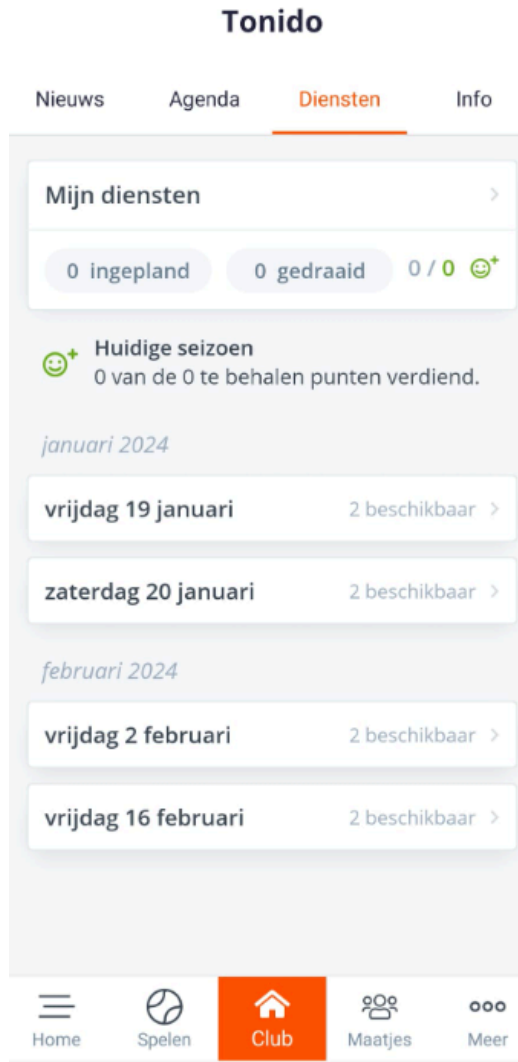 Tonido
Nieuws Agenda Diensten Info
Mijn diensten
0 ingepland 0 gedraaid 0 / 0
Huidige seizoen
0 van de 0 te behalen punten verdiend.
januari 2024
vrijdag 19 januari 2 beschikbaar
zaterdag 20 januari 2 beschikbaar
februari 2024
vrijdag 2 februari 2 beschikbaar
vrijdag 16 februari 2 beschikbaar
Home Spelen Club Maatjes Meer